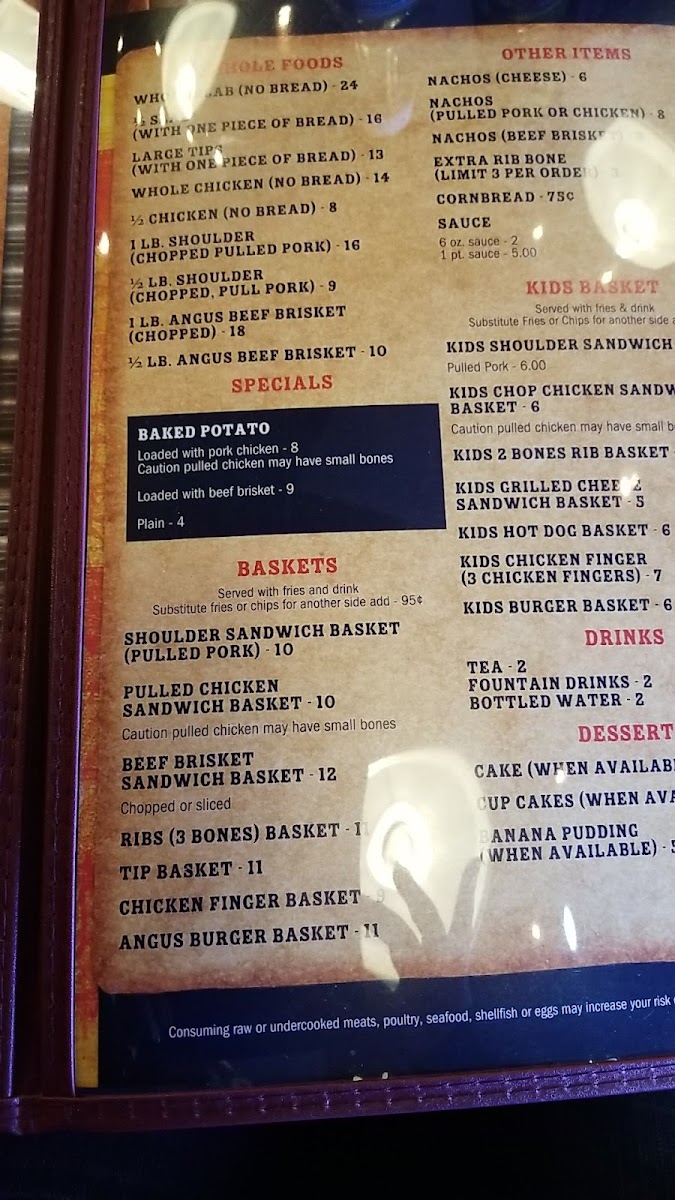 HOLE FOODS
AB (NO BREAD) - 24
(WITH ONE PIECE OF BREAD) - 16
LARGE TIPS
(WITH ONE PIECE OF BREAD) - 13
WHOLE CHICKEN (NO BREAD) - 14
½ CHICKEN (NO BREAD) - 8
1 LB. SHOULDER
(CHOPPED PULLED PORK) - 16
½ LB. SHOULDER
(CHOPPED, PULL PORK) - 9
1 LB. ANGUS BEEF BRISKET
(CHOPPED) - 18
½ LB. ANGUS BEEF BRISKET - 10
SPECIALS
BAKED POTATO
Loaded with pork chicken - 8
Caution pulled chicken may have small bones
Loaded with beef brisket - 9
Plain - 4
BASKETS
Served with fries and drink
Substitute fries or chips for another side add - 95¢
SHOULDER SANDWICH BASKET
(PULLED PORK) - 10
PULLED CHICKEN
SANDWICH BASKET - 10
Caution pulled chicken may have small bones
BEEF BRISKET
SANDWICH BASKET - 12
Chopped or sliced
RIBS (3 BONES) BASKET - 11
TIP BASKET - 11
CHICKEN FINGER BASKET - 9
ANGUS BURGER BASKET - 11
OTHER ITEMS
NACHOS (CHEESE) - 6
NACHOS
(PULLED PORK OR CHICKEN) - 8
NACHOS (BEEF BRISKET
EXTRA RIB BONE
(LIMIT 3 PER ORDER) - 3
CORNBREAD - 75¢
SAUCE
6 oz. sauce - 2
1 pt. sauce - 5.00
KIDS BASKET
Served with fries & drink
Substitute Fries or Chips for another side
KIDS SHOULDER SANDWICH
Pulled Pork - 6.00
KIDS CHOP CHICKEN SANDW
BASKET - 6
Caution pulled chicken may have small b
KIDS 2 BONES RIB BASKET -
KIDS GRILLED CHEESE
SANDWICH BASKET - 5
KIDS HOT DOG BASKET - 6
KIDS CHICKEN FINGER
(3 CHICKEN FINGERS) - 7
KIDS BURGER BASKET - 6
DRINKS
TEA - 2
FOUNTAIN DRINKS - 2
BOTTLED WATER - 2
DESSERT
CAKE (WHEN AVAILAB
CUP CAKES (WHEN AVA
BANANA PUDDING
(WHEN AVAILABLE) - 5
Consuming raw or undercooked meats, poultry, seafood, shellfish or eggs may increase your risk